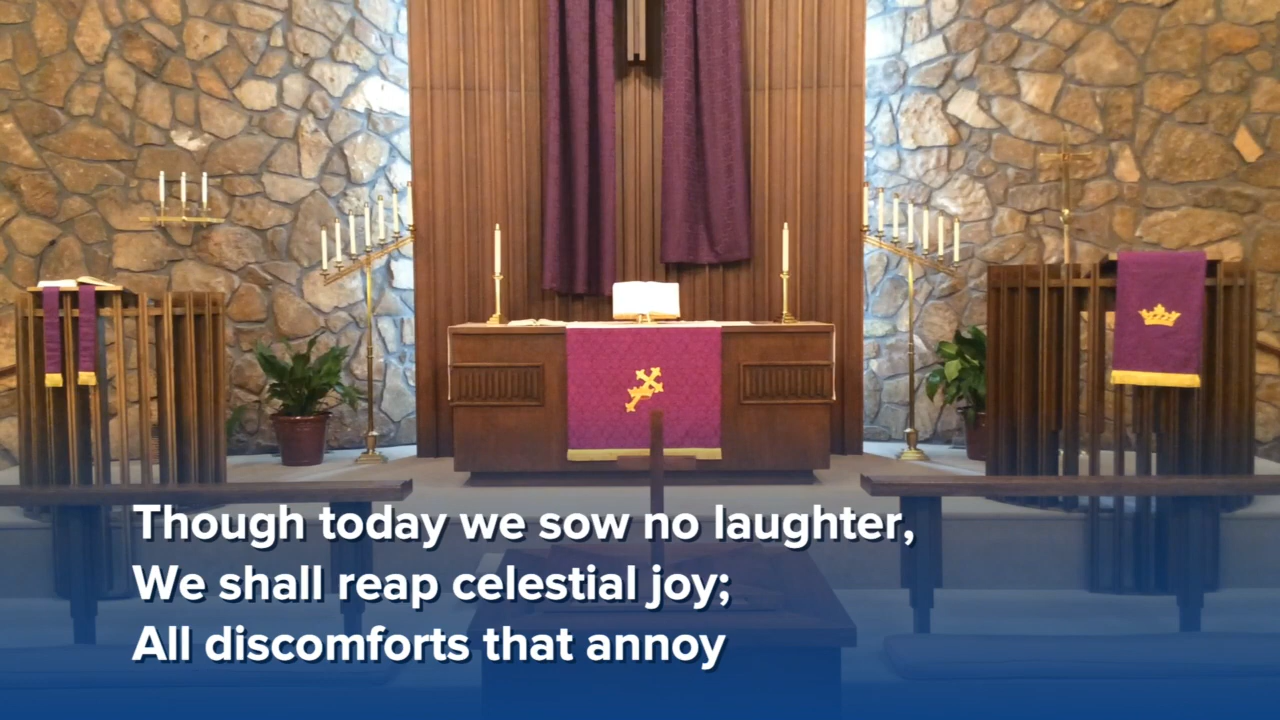 Though today we sow no laughter,
We shall reap celestial joy;
All discomforts that annoy